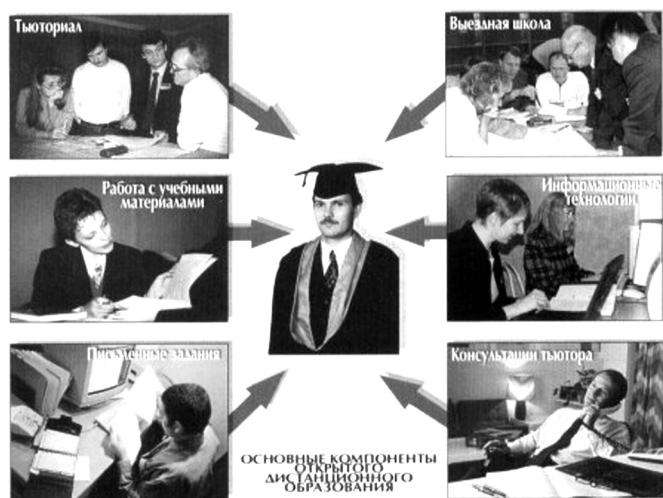 Тьюториал
Выездная школа
Работа с учебными
материалами
Информационные
технологии
Письменные задания
Консультации тьютора
ОСНОВНЫЕ КОМПОНЕНТЫ
ОТКРЫТОГО
ДИСТАНЦИОННОГО
ОБРАЗОВАНИЯ